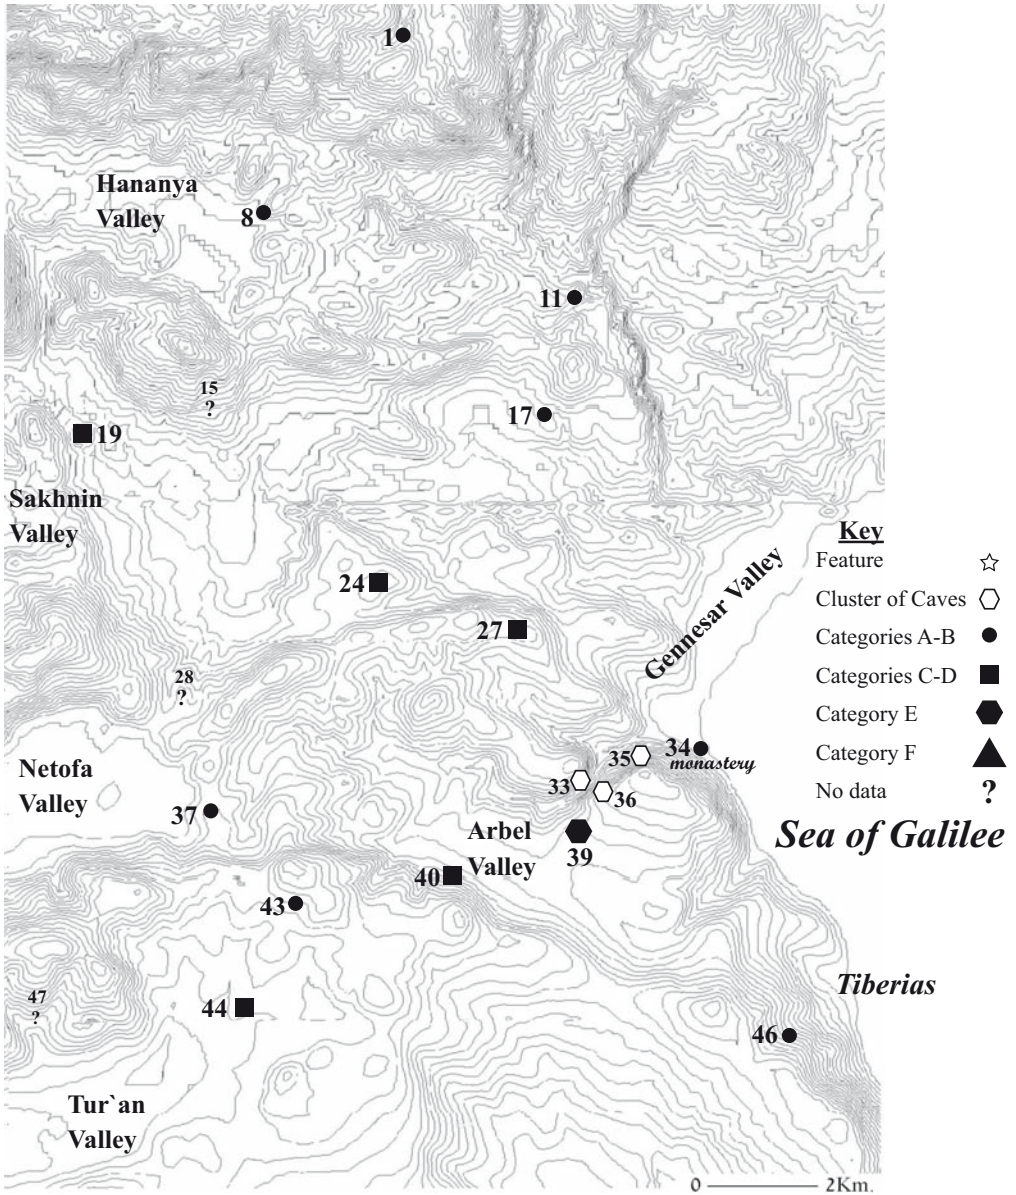 1
Hananya
Valley
8
11
15
?
17
19
Sakhnin
Valley
24
27
28
?
Gennesar Valley
Key
Feature
Cluster of Caves
Categories A-B
Categories C-D
Category E
Category F
No data ?
34
monastery
35
33
36
Netofa
Valley
37
Arbel
Valley
39
Sea of Galilee
40
43
47
?
44
Tiberias
46
Tur`an
Valley
0 2Km.